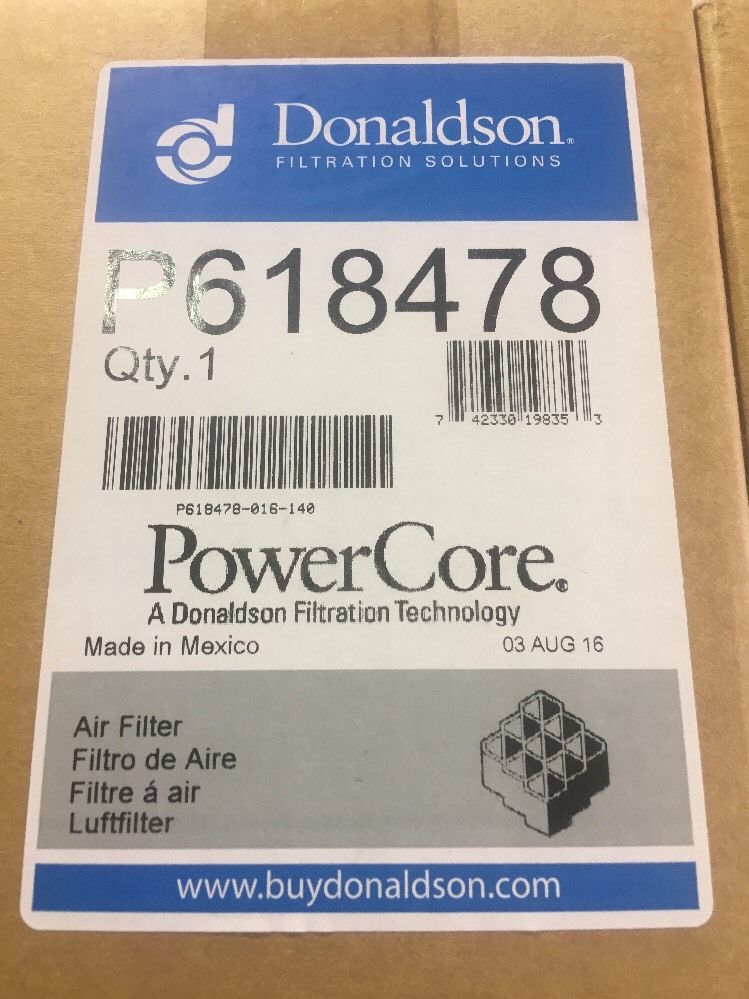 Donaldson®
FILTRATION SOLUTIONS
P618478
Qty.1
7 42330 19835 3
P618478-016-140
PowerCore®
A Donaldson Filtration Technology
Made in Mexico 03 AUG 16
Air Filter
Filtro de Aire
Filtre á air
Luftfilter
www.buydonaldson.com